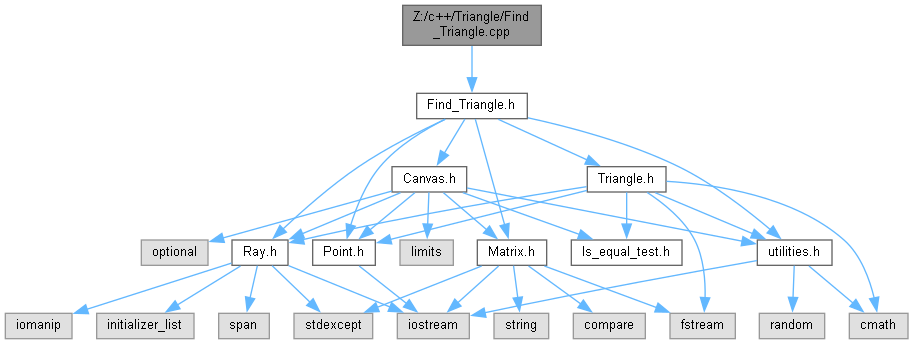 Z:/c++/Triangle/Find
_Triangle.cpp
Find_Triangle.h
Canvas.h
Triangle.h
optional
Ray.h
Point.h
limits
Matrix.h
Is_equal_test.h
utilities.h
iomanip
initializer_list
span
stdexcept
iostream
string
compare
fstream
random
cmath